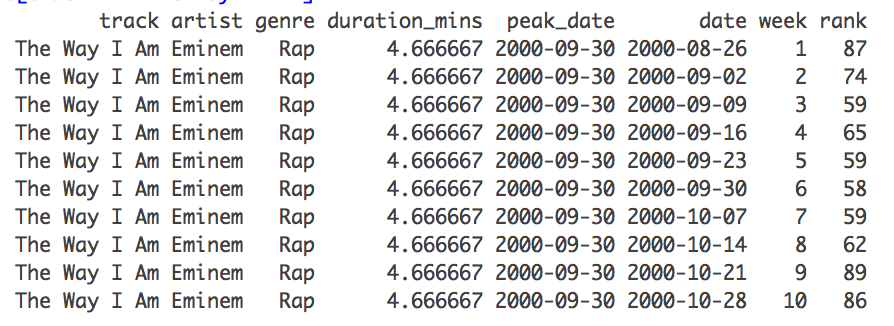 track artist genre duration_mins peak_date date week rank
The Way I Am Eminem Rap 4.666667 2000-09-30 2000-08-26 1 87
The Way I Am Eminem Rap 4.666667 2000-09-30 2000-09-02 2 74
The Way I Am Eminem Rap 4.666667 2000-09-30 2000-09-09 3 59
The Way I Am Eminem Rap 4.666667 2000-09-30 2000-09-16 4 65
The Way I Am Eminem Rap 4.666667 2000-09-30 2000-09-23 5 59
The Way I Am Eminem Rap 4.666667 2000-09-30 2000-09-30 6 58
The Way I Am Eminem Rap 4.666667 2000-09-30 2000-10-07 7 59
The Way I Am Eminem Rap 4.666667 2000-09-30 2000-10-14 8 62
The Way I Am Eminem Rap 4.666667 2000-09-30 2000-10-21 9 89
The Way I Am Eminem Rap 4.666667 2000-09-30 2000-10-28 10 86